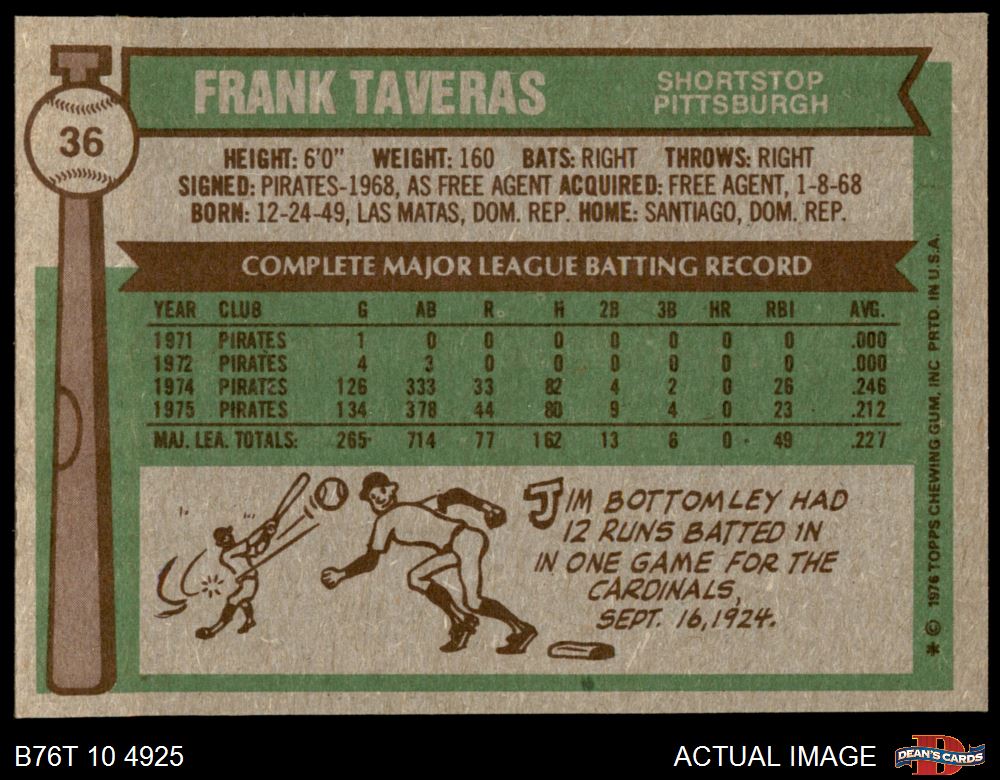 36
FRANK TAVERAS
SHORTSTOP
PITTSBURGH
HEIGHT: 6'0" WEIGHT: 160 BATS: RIGHT THROWS: RIGHT
SIGNED: PIRATES-1968, AS FREE AGENT ACQUIRED: FREE AGENT, 1-8-68
BORN: 12-24-49, LAS MATAS, DOM. REP. HOME: SANTIAGO, DOM. REP.
COMPLETE MAJOR LEAGUE BATTING RECORD
YEAR CLUB G AB R H 2B 3B HR RBI AVG.
1971 PIRATES 1 0 0 0 0 0 0 0 .000
1972 PIRATES 4 3 0 0 0 0 0 0 .000
1974 PIRATES 126 333 33 82 4 2 0 26 .246
1975 PIRATES 134 378 44 80 9 4 0 23 .212
MAJ. LEA. TOTALS: 265 714 77 162 13 6 0 49 .227
JIM BOTTOMLEY HAD
12 RUNS BATTED IN
IN ONE GAME FOR THE
CARDINALS,
SEPT. 16, 1924.
* © 1976 TOPPS CHEWING GUM, INC PRTD. IN U.S.A.
B76T 10 4925
ACTUAL IMAGE
D
DEAN'S CARDS